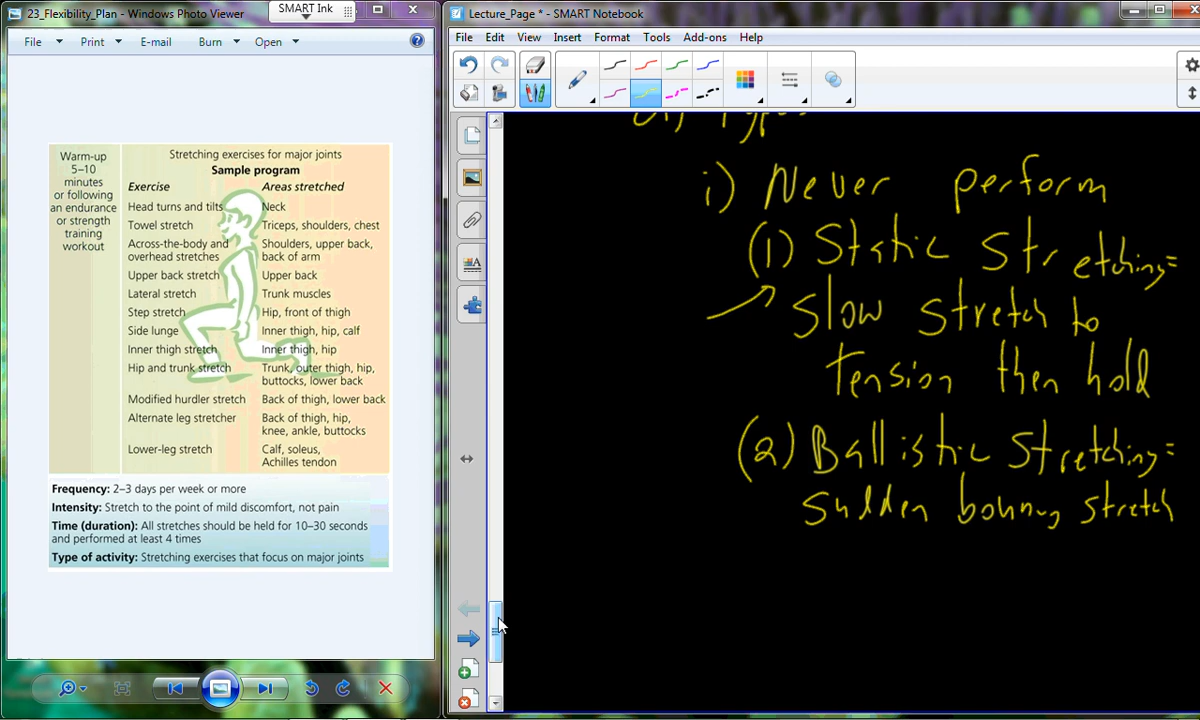 23_Flexibility_Plan - Windows Photo Viewer
SMART Ink
File Print E-mail Burn Open
Warm-up
5–10
minutes
or following
an endurance
or strength
training
workout
Stretching exercises for major joints
Sample program
Exercise Areas stretched
Head turns and tilts Neck
Towel stretch Triceps, shoulders, chest
Across-the-body and Shoulders, upper back,
overhead stretches back of arm
Upper back stretch Upper back
Lateral stretch Trunk muscles
Step stretch Hip, front of thigh
Side lunge Inner thigh, hip, calf
Inner thigh stretch Inner thigh, hip
Hip and trunk stretch Trunk, outer thigh, hip,
buttocks, lower back
Modified hurdler stretch Back of thigh, lower back
Alternate leg stretcher Back of thigh, hip,
knee, ankle, buttocks
Lower-leg stretch Calf, soleus,
Achilles tendon
Frequency: 2–3 days per week or more
Intensity: Stretch to the point of mild discomfort, not pain
Time (duration): All stretches should be held for 10–30 seconds
and performed at least 4 times
Type of activity: Stretching exercises that focus on major joints
Lecture_Page * - SMART Notebook
File Edit View Insert Format Tools Add-ons Help
i) Never perform
(1) Static Stretching=
slow stretch to
tension then hold
(2) Ballistic Stretching=
sudden stretch